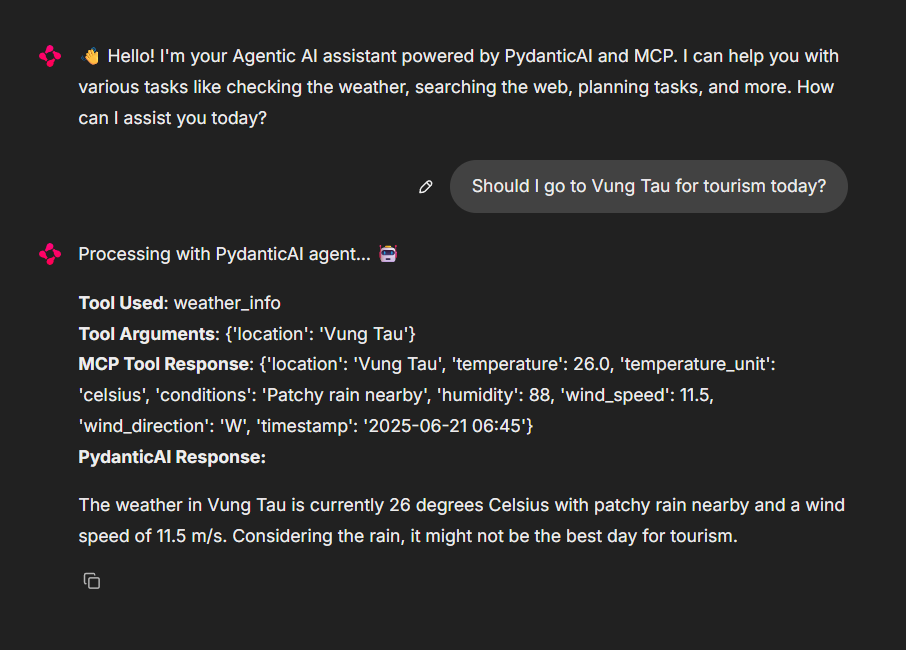 👋 Hello! I'm your Agentic AI assistant powered by PydanticAI and MCP. I can help you with
various tasks like checking the weather, searching the web, planning tasks, and more. How
can I assist you today?
Should I go to Vung Tau for tourism today?
Processing with PydanticAI agent... 🤖
Tool Used: weather_info
Tool Arguments: {'location': 'Vung Tau'}
MCP Tool Response: {'location': 'Vung Tau', 'temperature': 26.0, 'temperature_unit':
'celsius', 'conditions': 'Patchy rain nearby', 'humidity': 88, 'wind_speed': 11.5,
'wind_direction': 'W', 'timestamp': '2025-06-21 06:45'}
PydanticAI Response:
The weather in Vung Tau is currently 26 degrees Celsius with patchy rain nearby and a wind
speed of 11.5 m/s. Considering the rain, it might not be the best day for tourism.